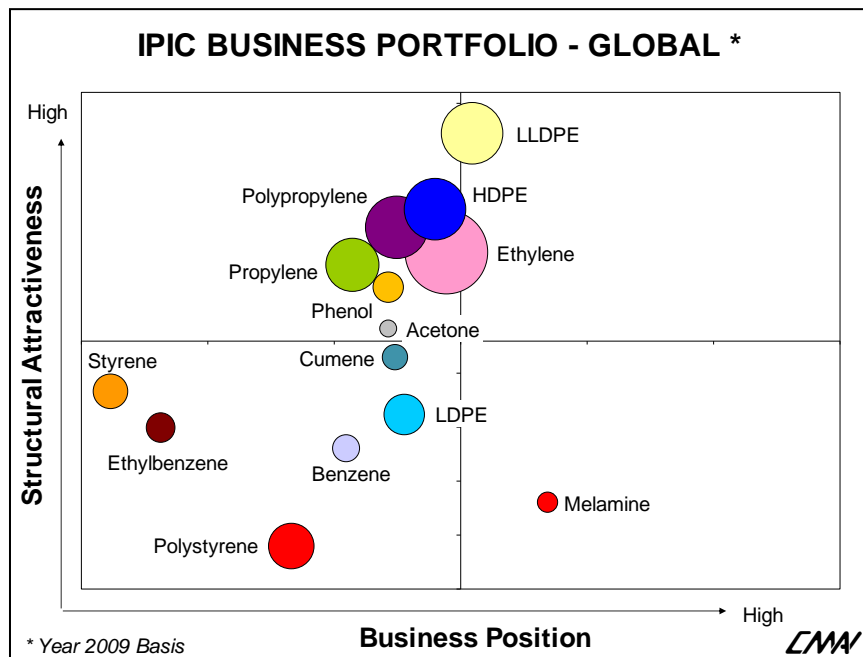 IPIC BUSINESS PORTFOLIO - GLOBAL *
High
LLDPE
Polypropylene
HDPE
Ethylene
Propylene
Phenol
Acetone
Styrene
Cumene
LDPE
Ethylbenzene
Benzene
Melamine
Polystyrene
Structural Attractiveness
High
* Year 2009 Basis
Business Position
CMAI